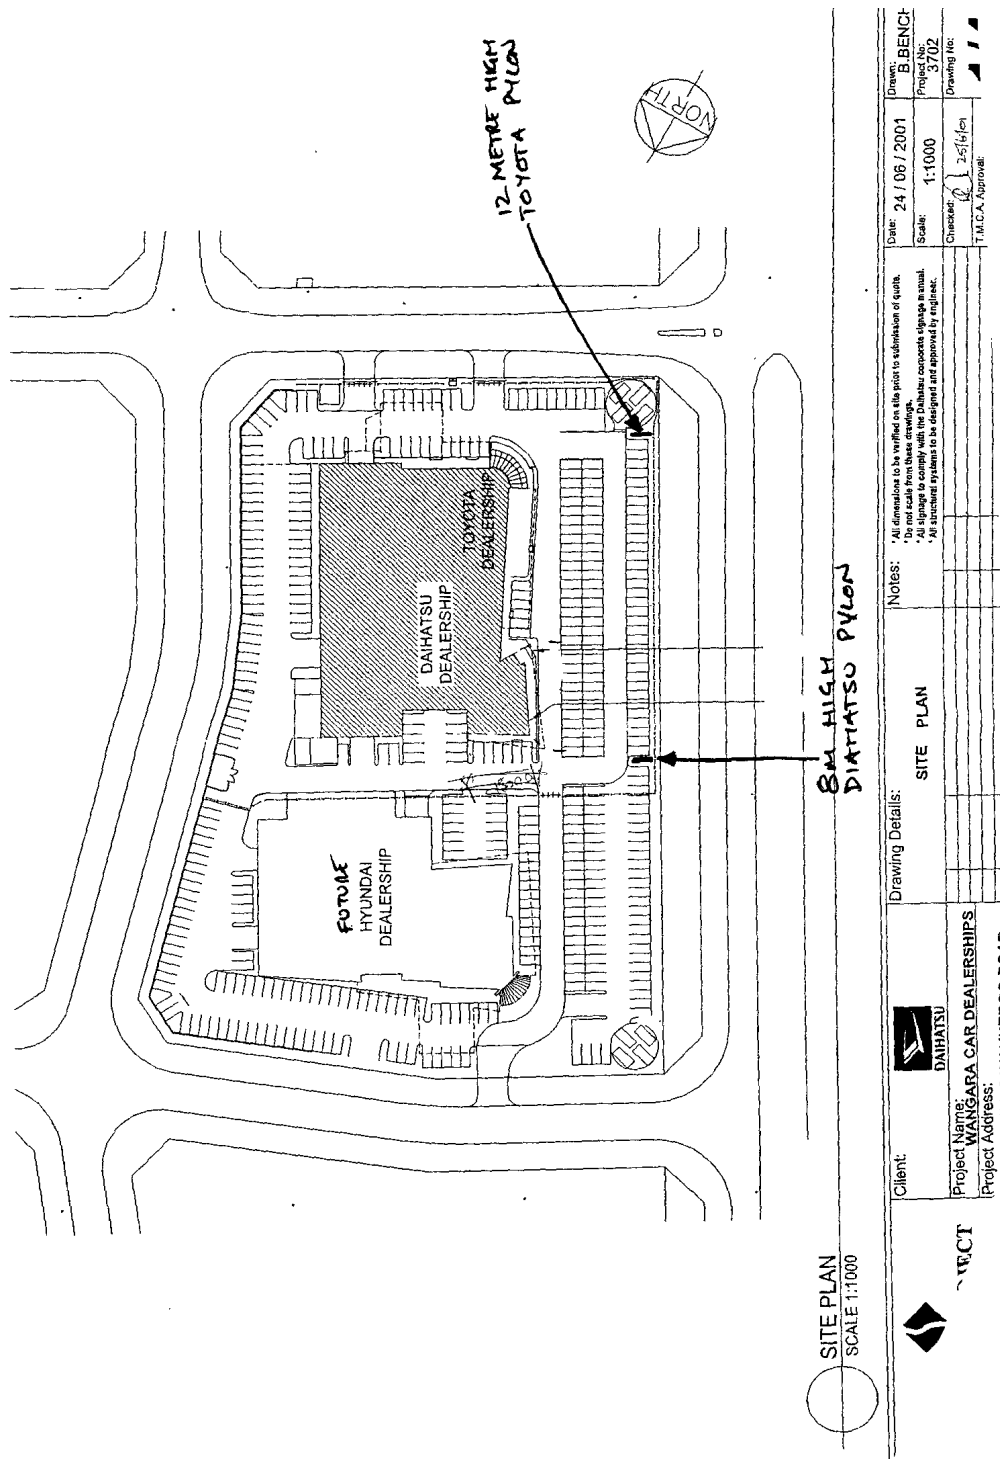 12 METRE HIGH
TOYOTA PYLON
NORTH
TOYOTA
DEALERSHIP
DAIHATSU
DEALERSHIP
FUTURE
HYUNDAI
DEALERSHIP
8M HIGH
DIAHATSU PYLON
SITE PLAN
SCALE 1:1000
Client:
DAIHATSU
Project Name:
WANGARA CAR DEALERSHIPS
Project Address:
Drawing Details:
SITE PLAN
Notes:
* All dimensions to be verified on site prior to submission of quote.
* Do not scale from these drawings.
* All signage to comply with the Daihatsu corporate signage manual.
* All structural systems to be designed and approved by engineer.
Date:
24 / 06 / 2001
Scale:
1:1000
Checked:
25/6/01
T.M.C.A. Approval:
Drawn:
B.BENCH
Project No:
3702
Drawing No: